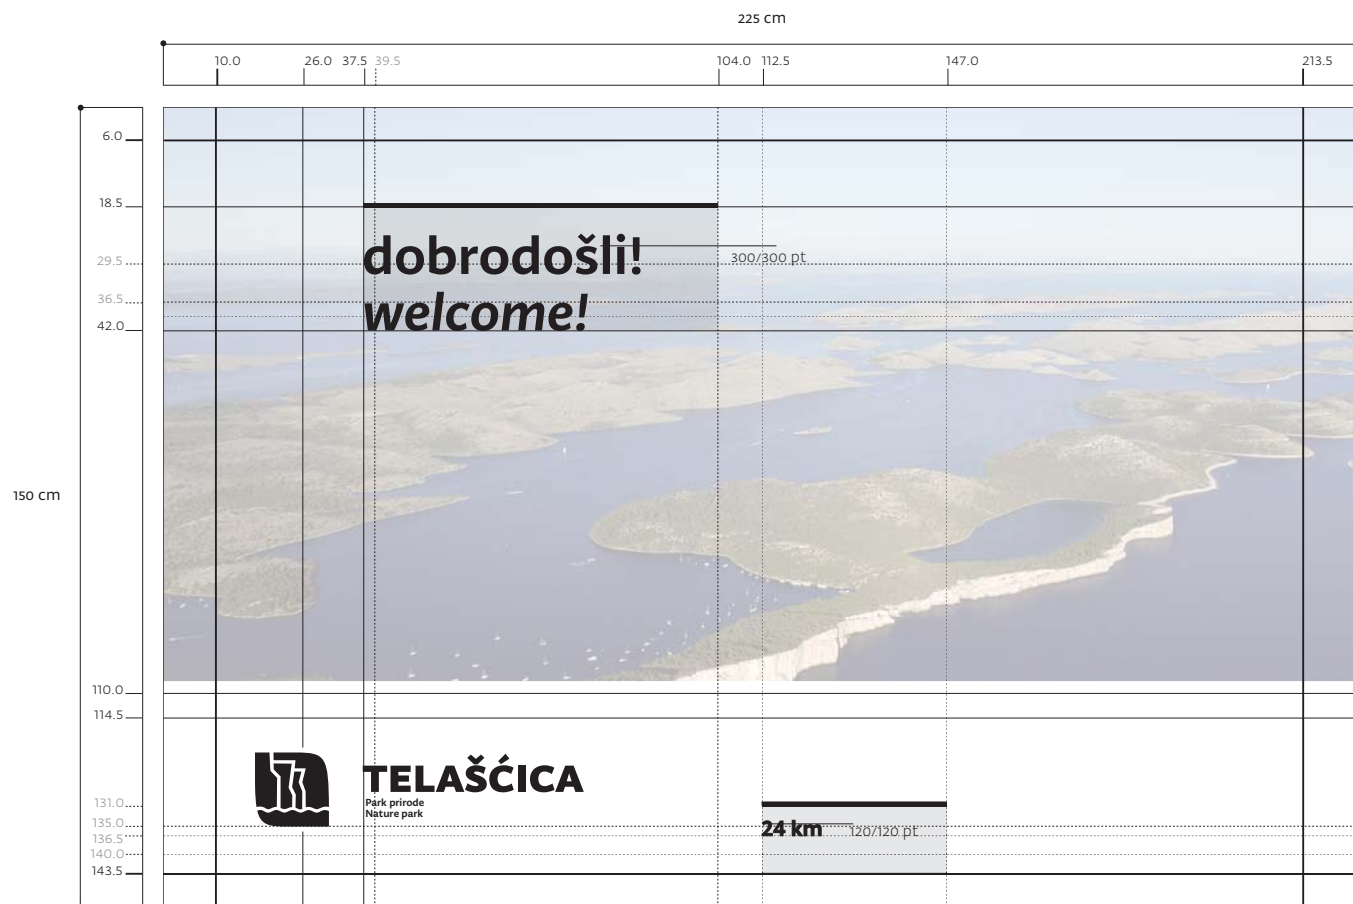 225 cm
10.0 26.0 37.5 39.5 104.0 112.5 147.0 213.5
6.0
18.5
dobrodošli!
300/300 pt
29.5
welcome!
36.5
42.0
150 cm
110.0
114.5
TELAŠĆICA
Park prirode
Nature park
131.0
24 km 120/120 pt
135.0
136.5
140.0
143.5